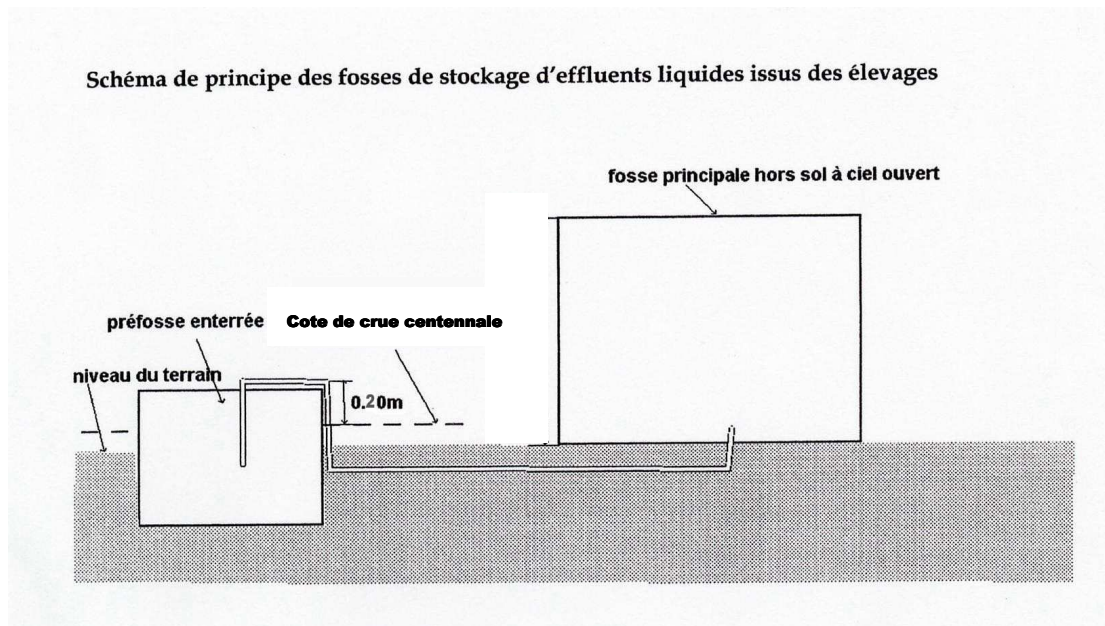 Schéma de principe des fosses de stockage d'effluents liquides issus des élevages
fosse principale hors sol à ciel ouvert
préfosse enterrée
Cote de crue centennale
niveau du terrain
0.20m